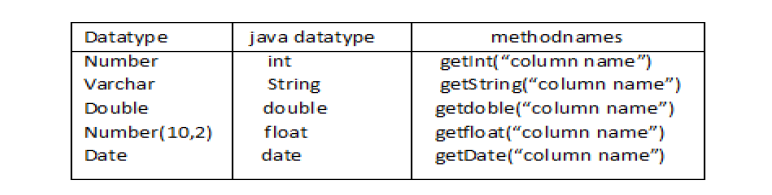 Datatype java datatype methodnames
Number int getInt(“column name”)
Varchar String getString(“column name”)
Double double getdoble(“column name”)
Number(10,2) float getfloat(“column name”)
Date date getDate(“column name”)